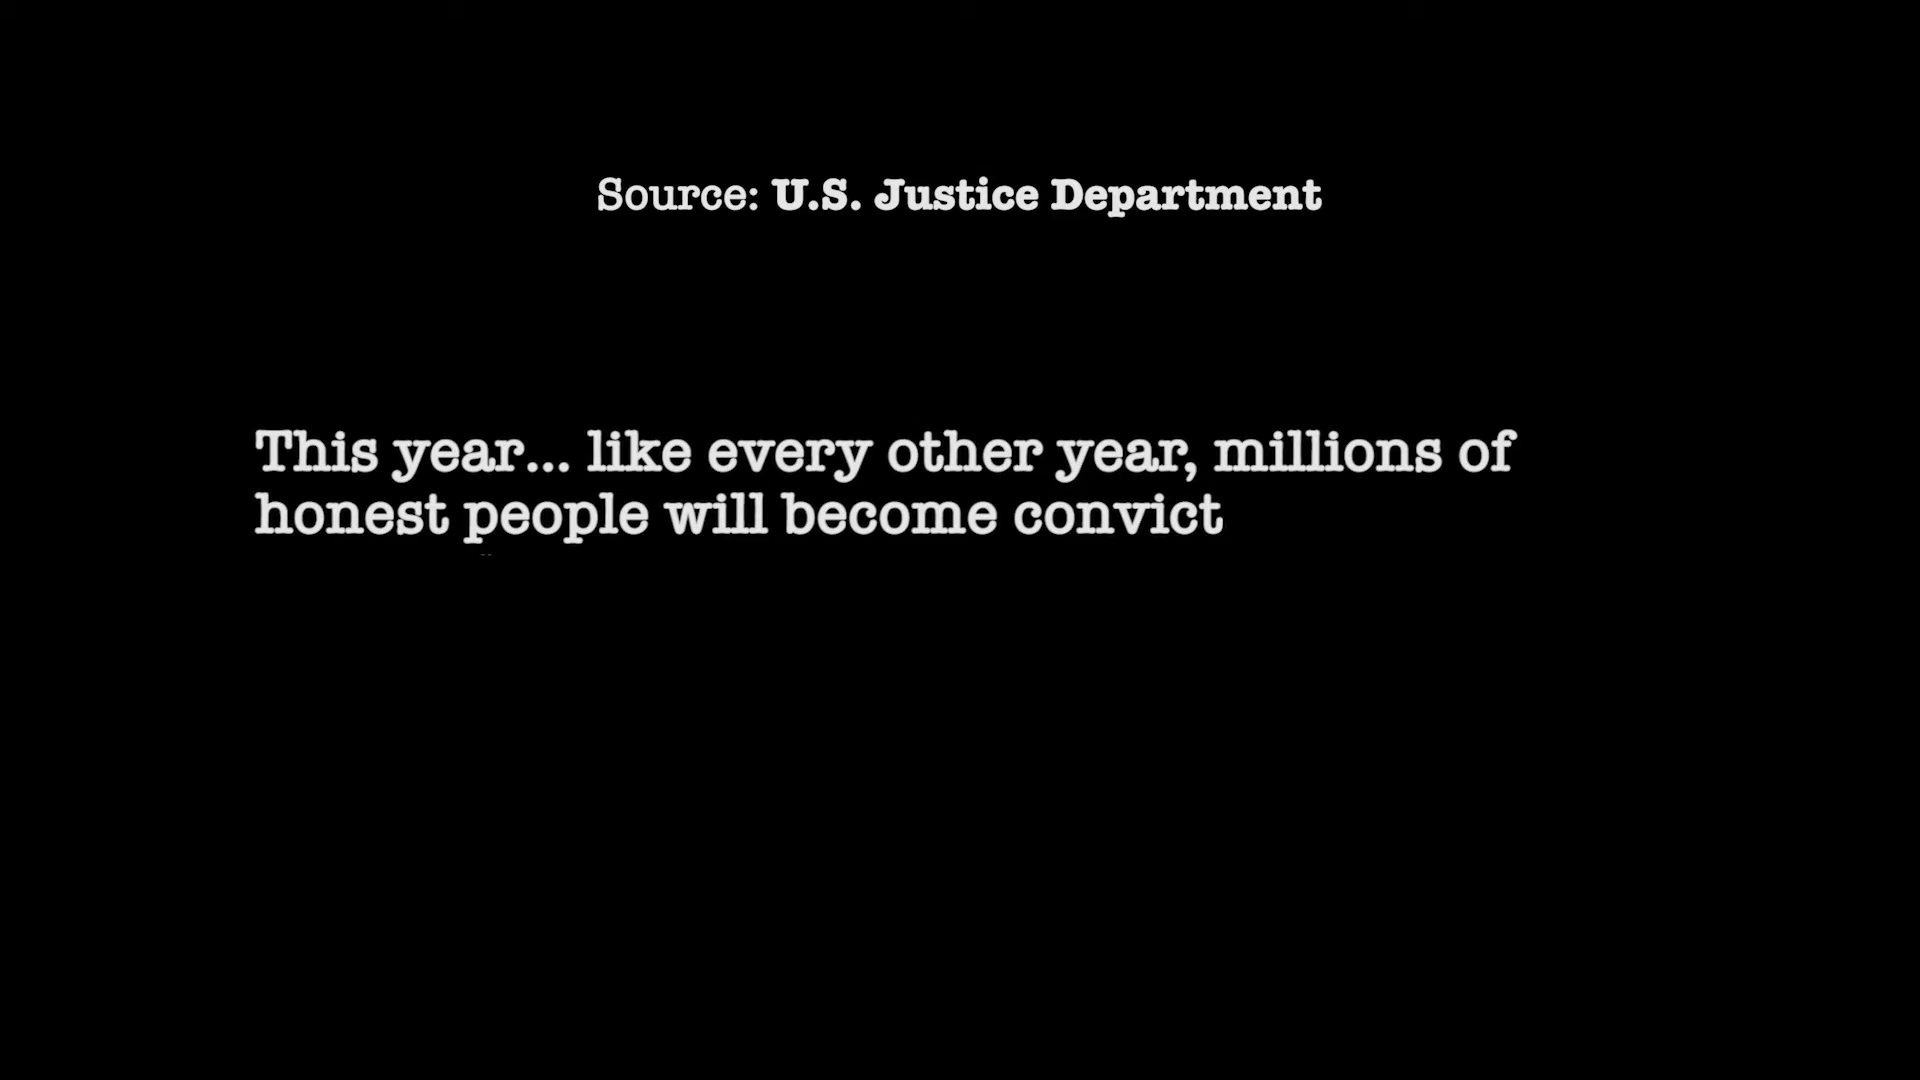 Source: U.S. Justice Department
This year... like every other year, millions of
honest people will become convict